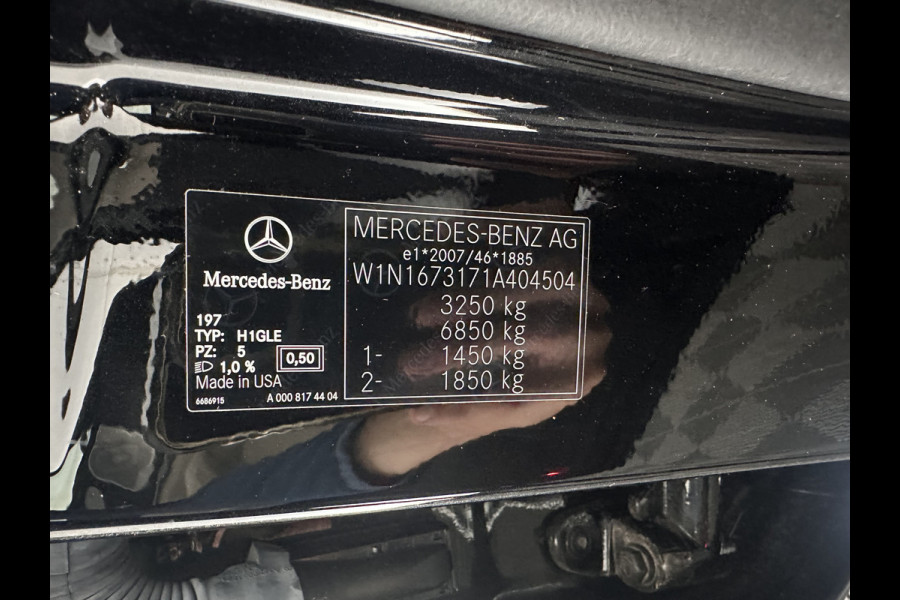 Mercedes-Benz
197
TYP: H1GLE
PZ: 5
1,0 % 0,50
Made in USA
6686915 A 000 817 44 04
MERCEDES-BENZ AG
e1*2007/46*1885
W1N1673171A404504
3250 kg
6850 kg
1- 1450 kg
2- 1850 kg